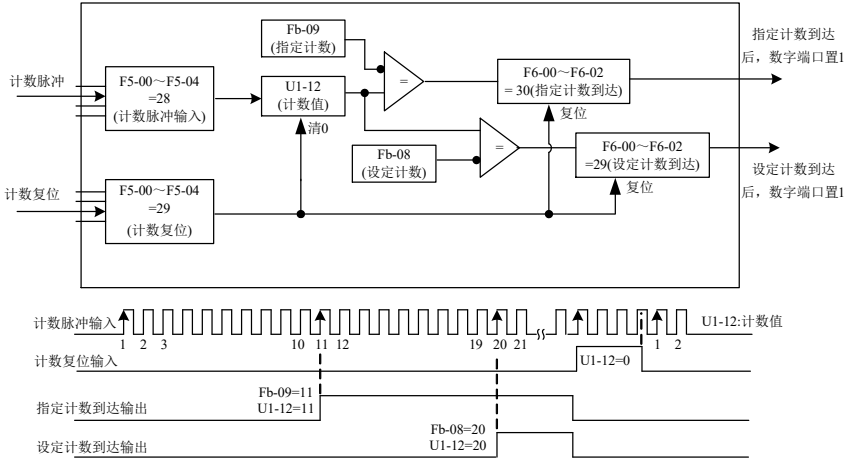 Fb-09
(指定计数)
指定计数到达
后，数字端口置1
计数脉冲
F5-00～F5-04
=28
(计数脉冲输入)
U1-12
(计数值)
=
F6-00～F6-02
= 30(指定计数到达)
清0
复位
Fb-08
(设定计数)
=
F6-00～F6-02
=29(设定计数到达)
设定计数到达
后，数字端口置1
复位
计数复位
F5-00～F5-04
=29
(计数复位)
计数脉冲输入
U1-12:计数值
1 2 3 10 11 12 19 20 21 1 2
计数复位输入
U1-12=0
Fb-09=11
U1-12=11
指定计数到达输出
Fb-08=20
U1-12=20
设定计数到达输出